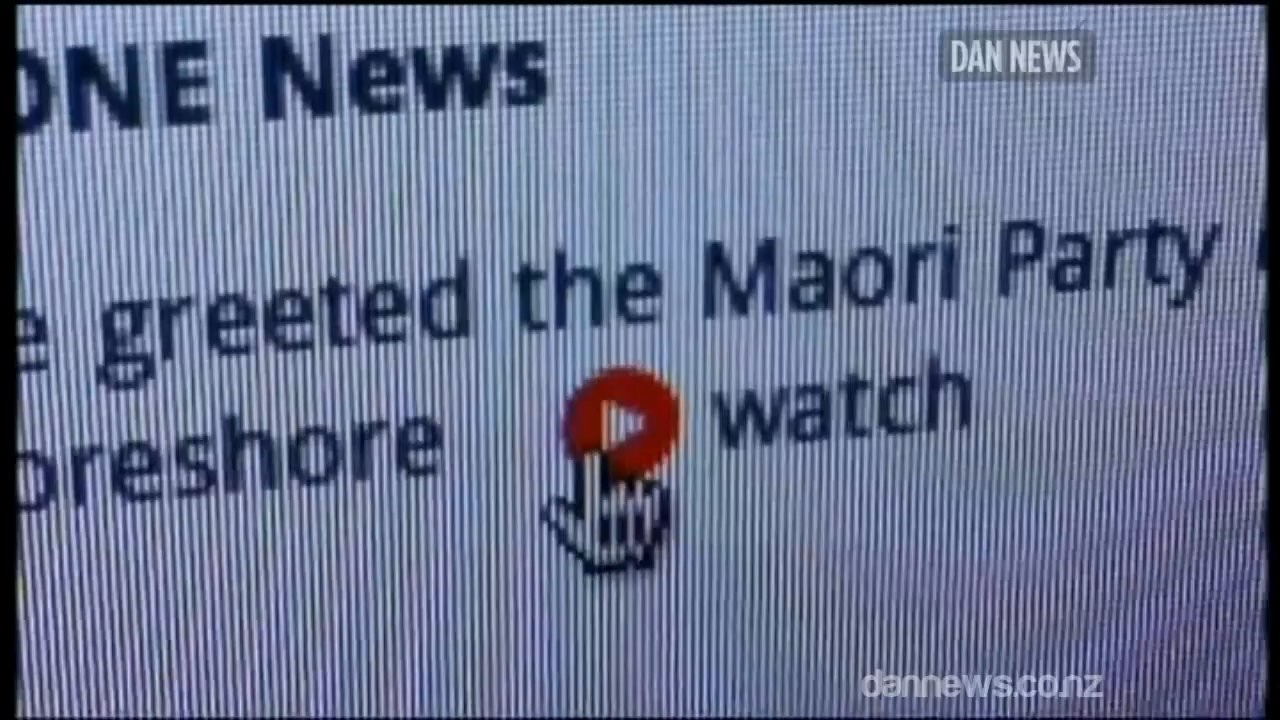 DAN NEWS
ONE News
greeted the Maori Party
oreshore watch
dannews.co.nz